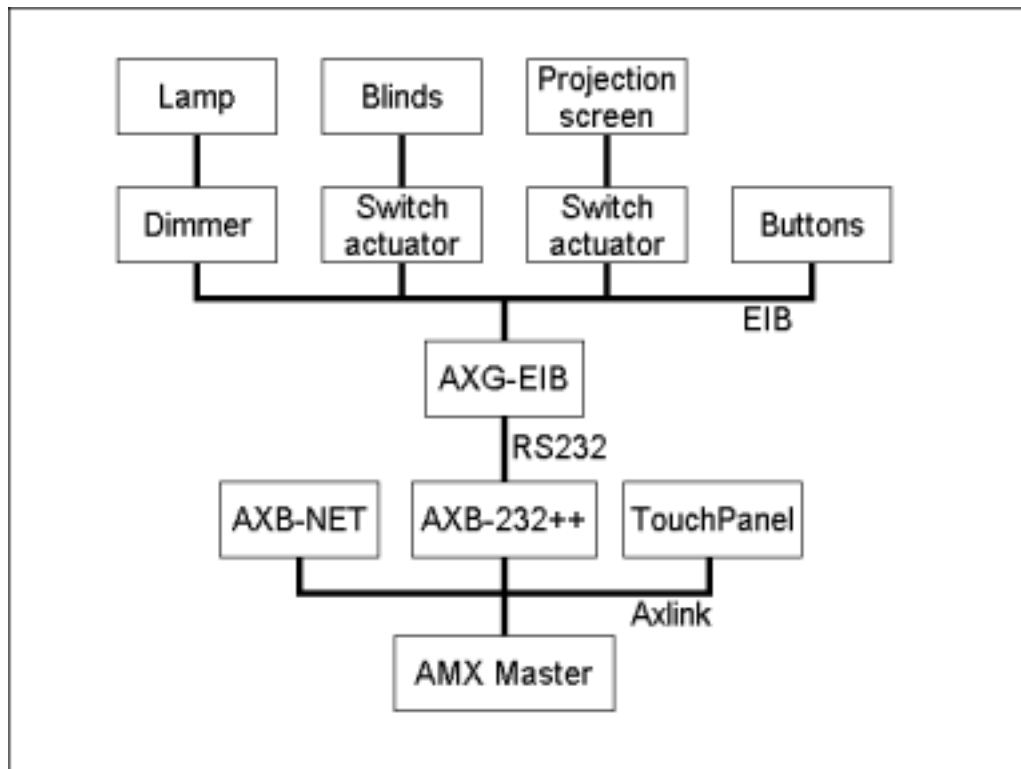 Lamp
Blinds
Projection
screen
Dimmer
Switch
actuator
Switch
actuator
Buttons
EIB
AXG-EIB
RS232
AXB-NET
AXB-232++
TouchPanel
Axlink
AMX Master